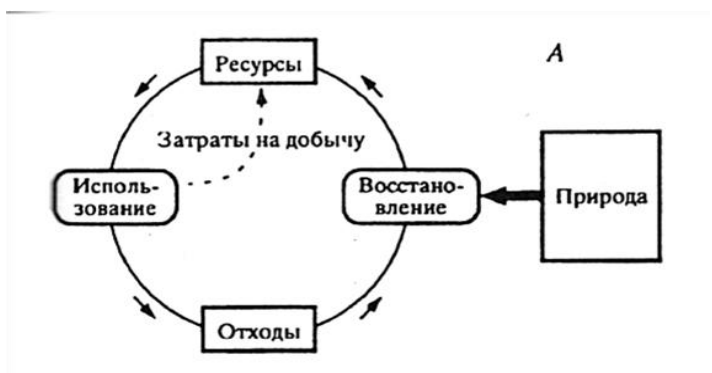 Ресурсы
А
Затраты на добычу
Исполь-
зование
Восстано-
вление
Природа
Отходы